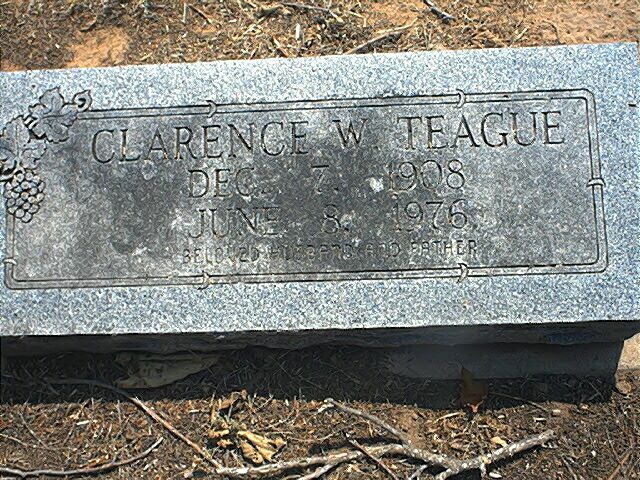 CLARENCE W. TEAGUE
DEC. 7, 1908
JUNE 8, 1976
BELOVED HUSBAND AND FATHER